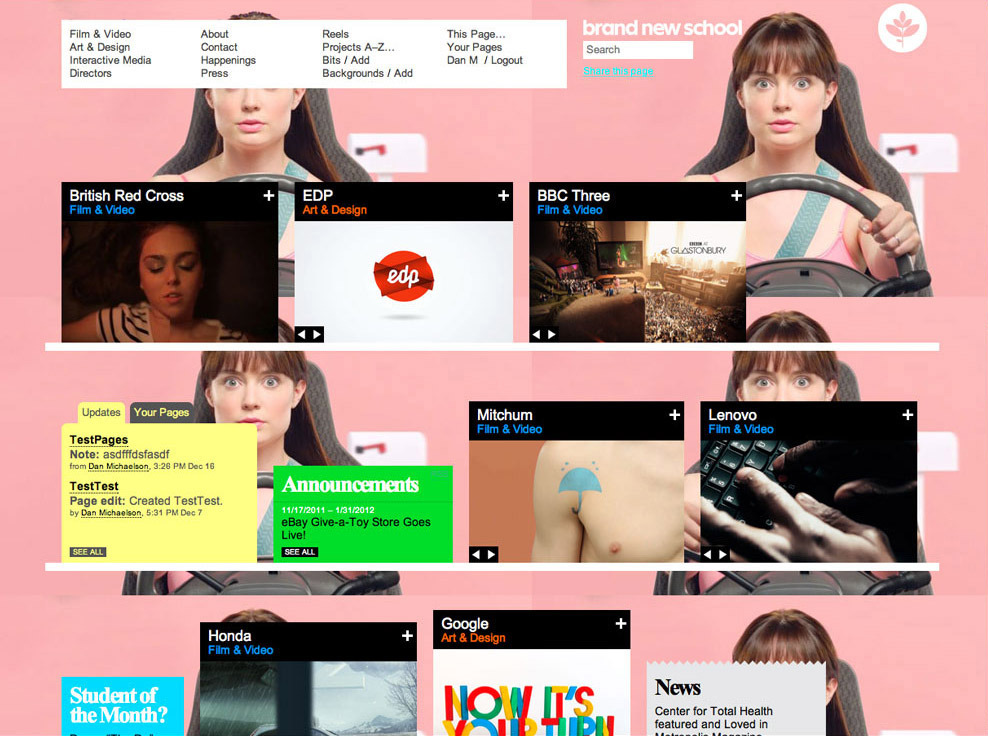 Film & Video
Art & Design
Interactive Media
Directors
About
Contact
Happenings
Press
Reels
Projects A–Z...
Bits / Add
Backgrounds / Add
This Page...
Your Pages
Dan M / Logout
brand new school
Search
Share this page
British Red Cross +
Film & Video
EDP +
Art & Design
edp
BBC Three +
Film & Video
BBC AT
GLASTONBURY
Updates
Your Pages
TestPages
Note: asdfffdsfasdf
from Dan Michaelson, 3:26 PM Dec 16
TestTest
Page edit: Created TestTest.
by Dan Michaelson, 5:31 PM Dec 7
SEE ALL
Announcements
11/17/2011 – 1/31/2012
eBay Give-a-Toy Store Goes
Live!
SEE ALL
Mitchum +
Film & Video
Lenovo +
Film & Video
Student of
the Month?
Honda +
Film & Video
Google +
Art & Design
NOW IT'S
YOUR TURN
News
Center for Total Health
featured and Loved in
Metropolis Magazine